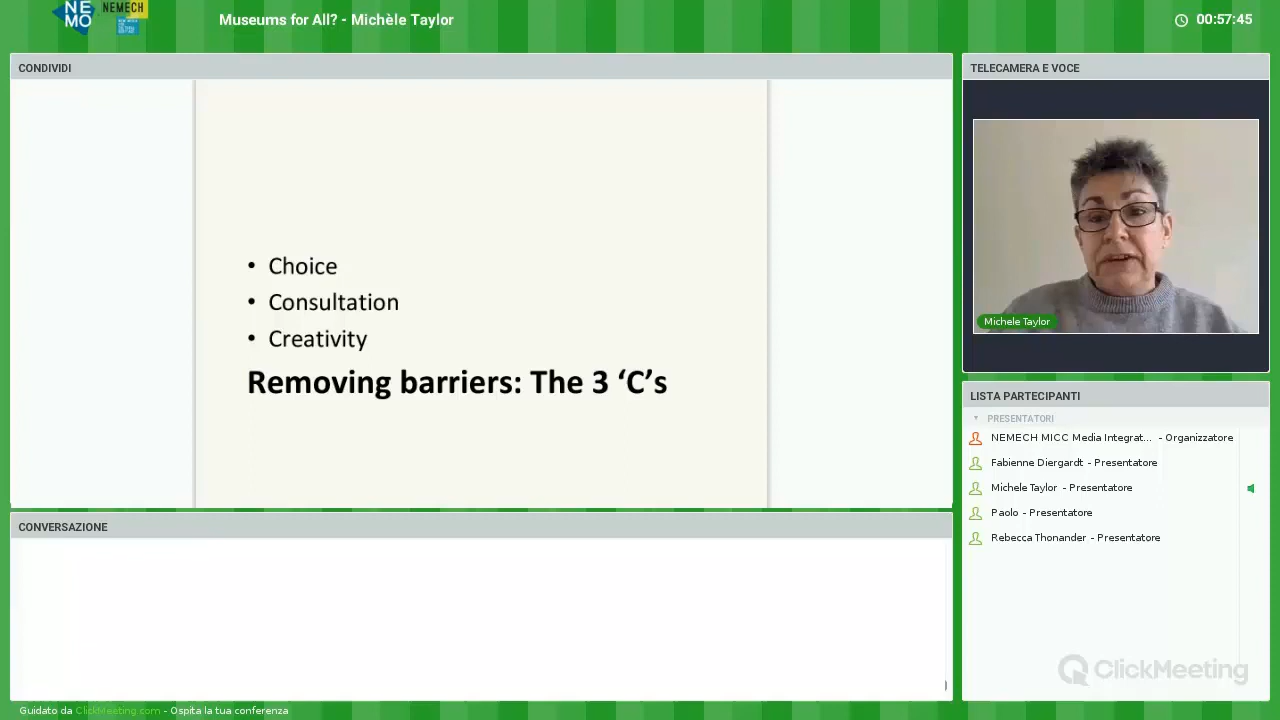 NE
MO
NEMECH
Museums for All? - Michèle Taylor
00:57:45
CONDIVIDI
• Choice
• Consultation
• Creativity
Removing barriers: The 3 ‘C’s
TELECAMERA E VOCE
Michele Taylor
LISTA PARTECIPANTI
PRESENTATORI
NEMECH MICC Media Integrat... - Organizzatore
Fabienne Diergardt - Presentatore
Michele Taylor - Presentatore
Paolo - Presentatore
Rebecca Thonander - Presentatore
CONVERSAZIONE
ClickMeeting
Guidato da ClickMeeting.com - Ospita la tua conferenza